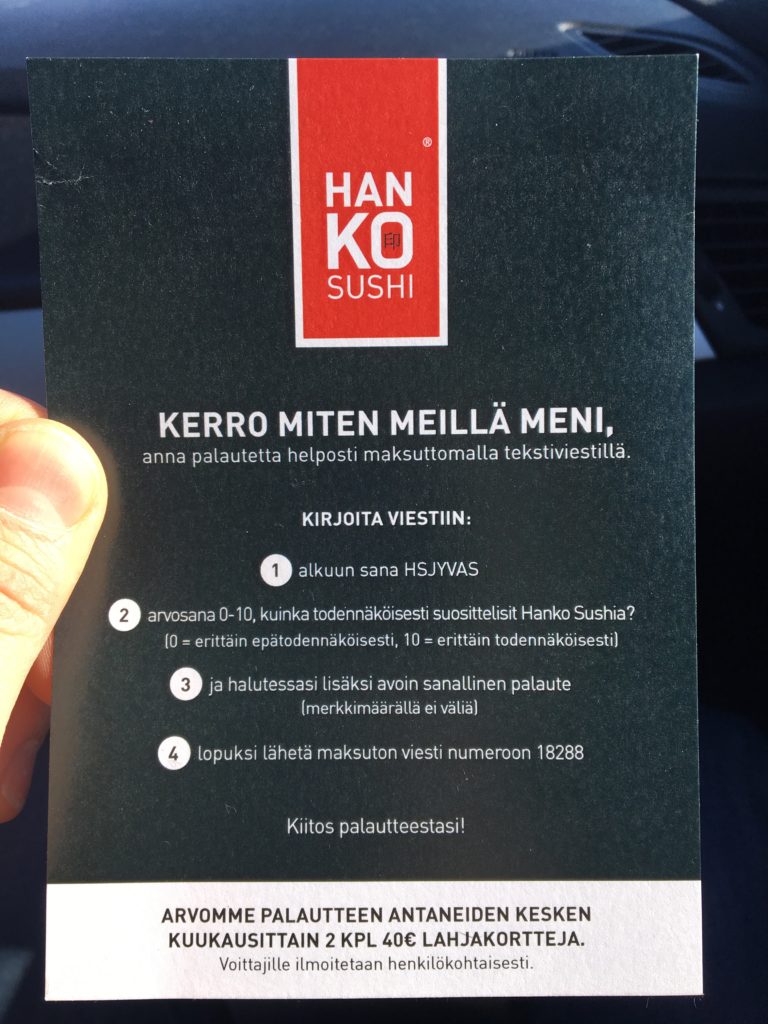 ®
HAN
KO
印
SUSHI
KERRO MITEN MEILLÄ MENI,
anna palautetta helposti maksuttomalla tekstiviestillä.
KIRJOITA VIESTIIN:
1 alkuun sana HSJYVAS
2 arvosana 0-10, kuinka todennäköisesti suosittelisit Hanko Sushia?
(0 = erittäin epätodennäköisesti, 10 = erittäin todennäköisesti)
3 ja halutessasi lisäksi avoin sanallinen palaute
(merkkimäärällä ei väliä)
4 lopuksi lähetä maksuton viesti numeroon 18288
Kiitos palautteestasi!
ARVOMME PALAUTTEEN ANTANEIDEN KESKEN
KUUKAUSITTAIN 2 KPL 40€ LAHJAKORTTEJA.
Voittajille ilmoitetaan henkilökohtaisesti.